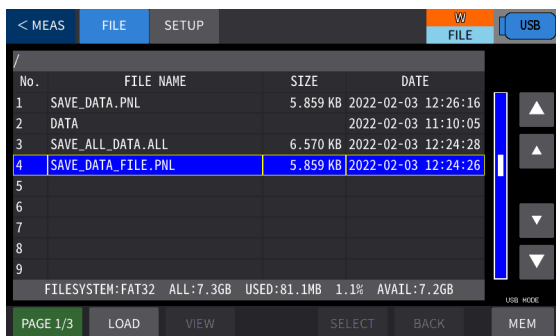 < MEAS FILE SETUP W FILE USB
/
No. FILE NAME SIZE DATE
1 SAVE_DATA.PNL 5.859 KB 2022-02-03 12:26:16
2 DATA 2022-02-03 11:10:05
3 SAVE_ALL_DATA.ALL 6.570 KB 2022-02-03 12:24:28
4 SAVE_DATA_FILE.PNL 5.859 KB 2022-02-03 12:24:26
5
6
7
8
9
FILESYSTEM:FAT32 ALL:7.3GB USED:81.1MB 1.1% AVAIL:7.2GB
USB MODE
PAGE 1/3 LOAD VIEW SELECT BACK MEM